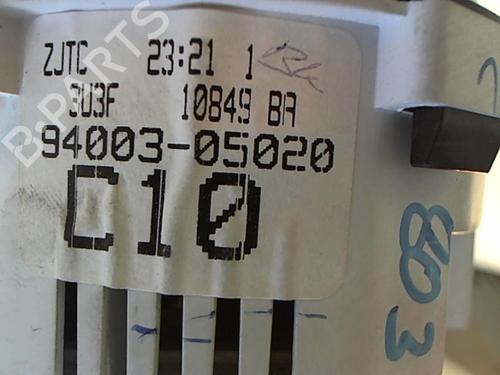 ZJTC 23:21 1
3U3F 10849 BA
94003-05020
C10
803
B-PARTS